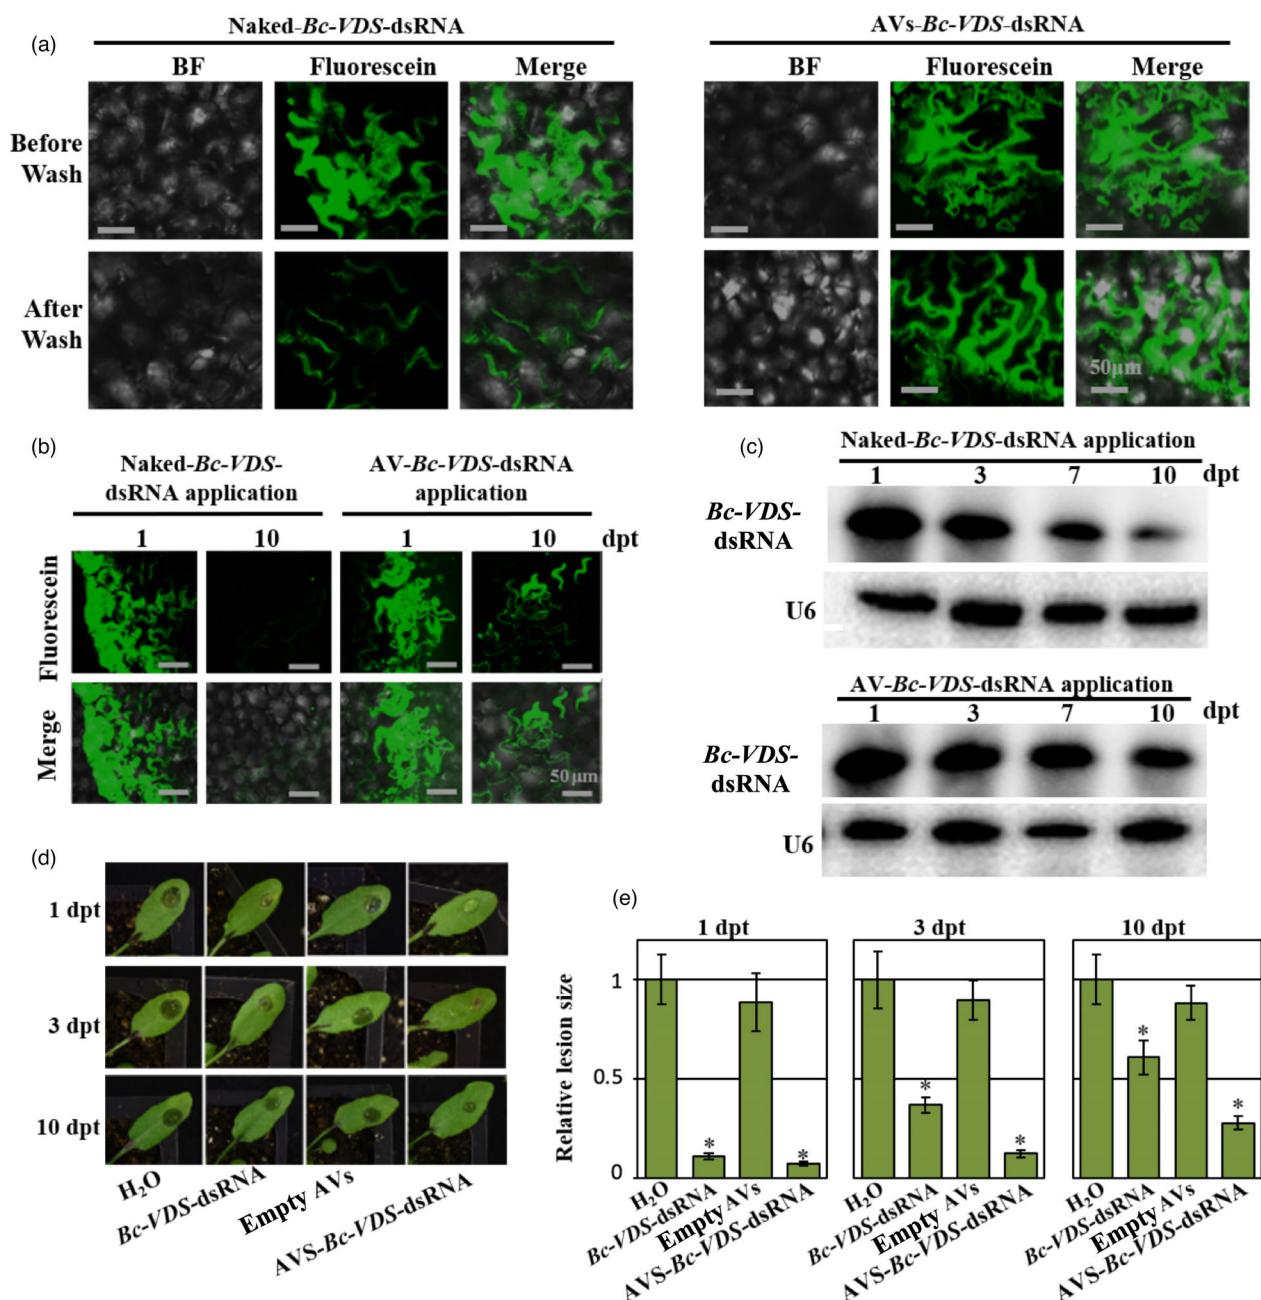 (a)
Naked-Bc-VDS-dsRNA
BF Fluorescein Merge
Before
Wash
After
Wash
AVs-Bc-VDS-dsRNA
BF Fluorescein Merge
50μm
(b)
Naked-Bc-VDS-
dsRNA application
AV-Bc-VDS-dsRNA
application
1 10 1 10 dpt
Fluorescein
Merge
50μm
(c)
Naked-Bc-VDS-dsRNA application
1 3 7 10 dpt
Bc-VDS-
dsRNA
U6
AV-Bc-VDS-dsRNA application
1 3 7 10 dpt
Bc-VDS-
dsRNA
U6
(d)
1 dpt
3 dpt
10 dpt
H₂O
Bc-VDS-dsRNA
Empty AVs
AVS-Bc-VDS-dsRNA
(e)
1 dpt
3 dpt
10 dpt
Relative lesion size
1
0.5
0
*
*
*
*
*
*
H₂O
Bc-VDS-dsRNA
Empty AVs
AVS-Bc-VDS-dsRNA
H₂O
Bc-VDS-dsRNA
Empty AVs
AVS-Bc-VDS-dsRNA
H₂O
Bc-VDS-dsRNA
Empty AVs
AVS-Bc-VDS-dsRNA